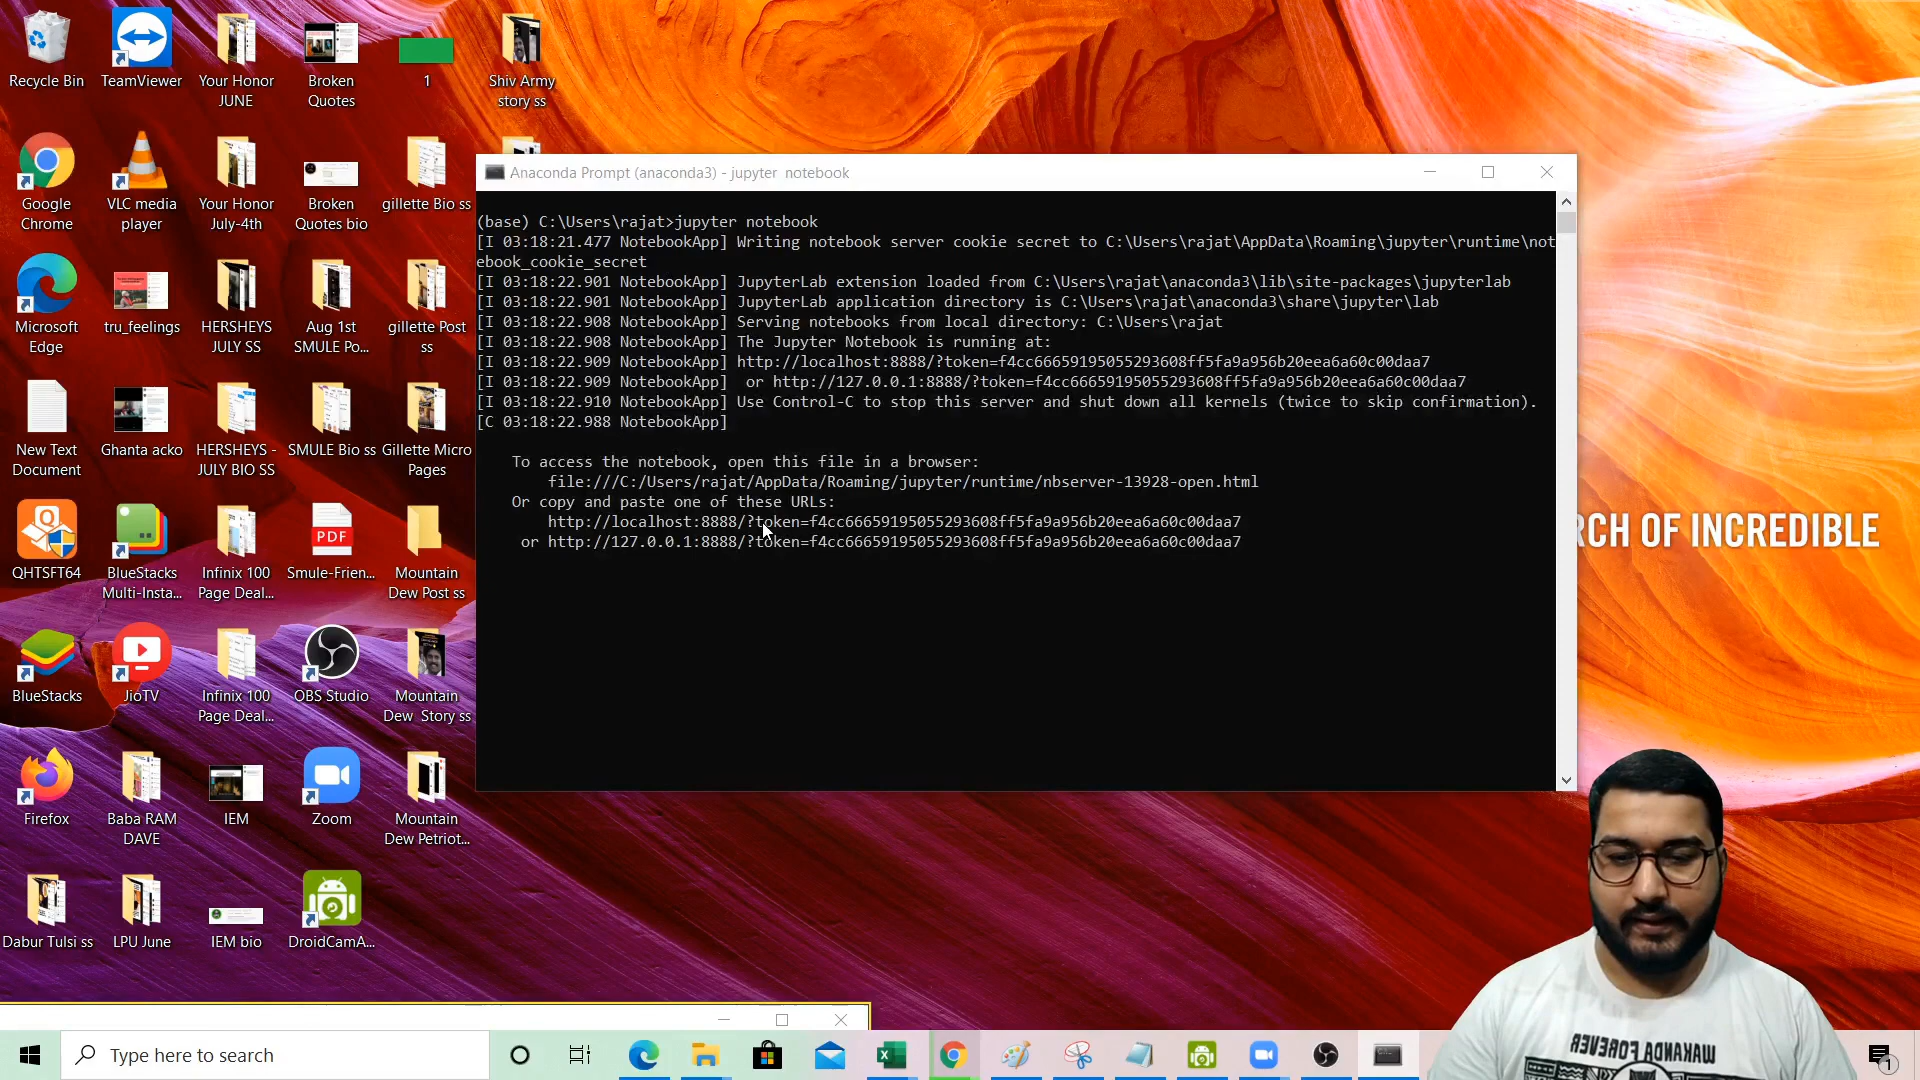 Recycle Bin
TeamViewer
Your Honor
JUNE
Broken
Quotes
1
Shiv Army
story ss
Google
Chrome
VLC media
player
Your Honor
July-4th
Broken
Quotes bio
gillette Bio ss
Microsoft
Edge
tru_feelings
HERSHEYS
JULY SS
Aug 1st
SMULE Po...
gillette Post
ss
New Text
Document
Ghanta acko
HERSHEYS -
JULY BIO SS
SMULE Bio ss
Gillette Micro
Pages
QHTSFT64
BlueStacks
Multi-Insta...
Infinix 100
Page Deal...
PDF
Smule-Frien...
Mountain
Dew Post ss
BlueStacks
JioTV
Infinix 100
Page Deal...
OBS Studio
Mountain
Dew Story ss
Firefox
Baba RAM
DAVE
IEM
Zoom
Mountain
Dew Petriot...
Dabur Tulsi ss
LPU June
IEM bio
DroidCamA...
Anaconda Prompt (anaconda3) - jupyter notebook
(base) C:\Users\rajat>jupyter notebook
[I 03:18:21.477 NotebookApp] Writing notebook server cookie secret to C:\Users\rajat\AppData\Roaming\jupyter\runtime\not
ebook_cookie_secret
[I 03:18:22.901 NotebookApp] JupyterLab extension loaded from C:\Users\rajat\anaconda3\lib\site-packages\jupyterlab
[I 03:18:22.901 NotebookApp] JupyterLab application directory is C:\Users\rajat\anaconda3\share\jupyter\lab
[I 03:18:22.908 NotebookApp] Serving notebooks from local directory: C:\Users\rajat
[I 03:18:22.908 NotebookApp] The Jupyter Notebook is running at:
[I 03:18:22.909 NotebookApp] http://localhost:8888/?token=f4cc66659195055293608ff5fa9a956b20eea6a60c00daa7
[I 03:18:22.909 NotebookApp]  or http://127.0.0.1:8888/?token=f4cc66659195055293608ff5fa9a956b20eea6a60c00daa7
[I 03:18:22.910 NotebookApp] Use Control-C to stop this server and shut down all kernels (twice to skip confirmation).
[C 03:18:22.988 NotebookApp]
To access the notebook, open this file in a browser:
file:///C:/Users/rajat/AppData/Roaming/jupyter/runtime/nbserver-13928-open.html
Or copy and paste one of these URLs:
http://localhost:8888/?token=f4cc66659195055293608ff5fa9a956b20eea6a60c00daa7
or http://127.0.0.1:8888/?token=f4cc66659195055293608ff5fa9a956b20eea6a60c00daa7
RCH OF INCREDIBLE
WAKANDA FOREVER
Type here to search
1